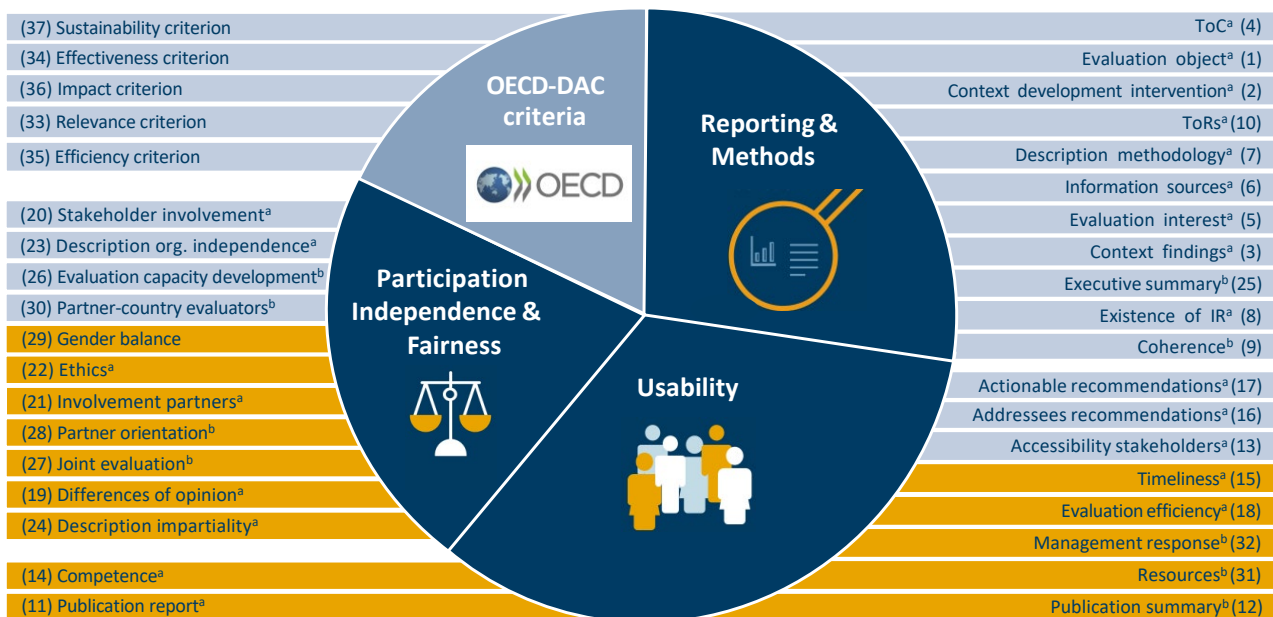 (37) Sustainability criterion
(34) Effectiveness criterion
(36) Impact criterion
(33) Relevance criterion
(35) Efficiency criterion
(20) Stakeholder involvementᵃ
(23) Description org. independenceᵃ
(26) Evaluation capacity developmentᵇ
(30) Partner-country evaluatorsᵇ
(29) Gender balance
(22) Ethicsᵃ
(21) Involvement partnersᵃ
(28) Partner orientationᵇ
(27) Joint evaluationᵇ
(19) Differences of opinionᵃ
(24) Description impartialityᵃ
(14) Competenceᵃ
(11) Publication reportᵃ
OECD-DAC
criteria
OECD
Reporting &
Methods
Participation
Independence &
Fairness
Usability
ToCᵃ (4)
Evaluation objectᵃ (1)
Context development interventionᵃ (2)
ToRsᵃ (10)
Description methodologyᵃ (7)
Information sourcesᵃ (6)
Evaluation interestᵃ (5)
Context findingsᵃ (3)
Executive summaryᵇ (25)
Existence of IRᵃ (8)
Coherenceᵇ (9)
Actionable recommendationsᵃ (17)
Addressees recommendationsᵃ (16)
Accessibility stakeholdersᵃ (13)
Timelinessᵃ (15)
Evaluation efficiencyᵃ (18)
Management responseᵇ (32)
Resourcesᵇ (31)
Publication summaryᵇ (12)